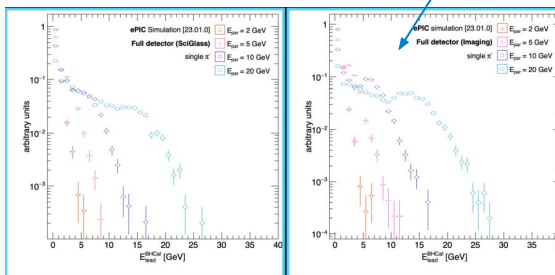 ePIC Simulation [23.01.0]
Full detector (SciGlass)
single π⁻
E_par = 2 GeV
E_par = 5 GeV
E_par = 10 GeV
E_par = 20 GeV
arbitrary units
1
10⁻¹
10⁻²
10⁻³
0 5 10 15 20 25 30 35 40
E_lead^BHCal [GeV]
ePIC Simulation [23.01.0]
Full detector (Imaging)
single π⁻
E_par = 2 GeV
E_par = 5 GeV
E_par = 10 GeV
E_par = 20 GeV
arbitrary units
1
10⁻¹
10⁻²
10⁻³
10⁻⁴
0 5 10 15 20 25 30 35
E_lead^BHCal [GeV]